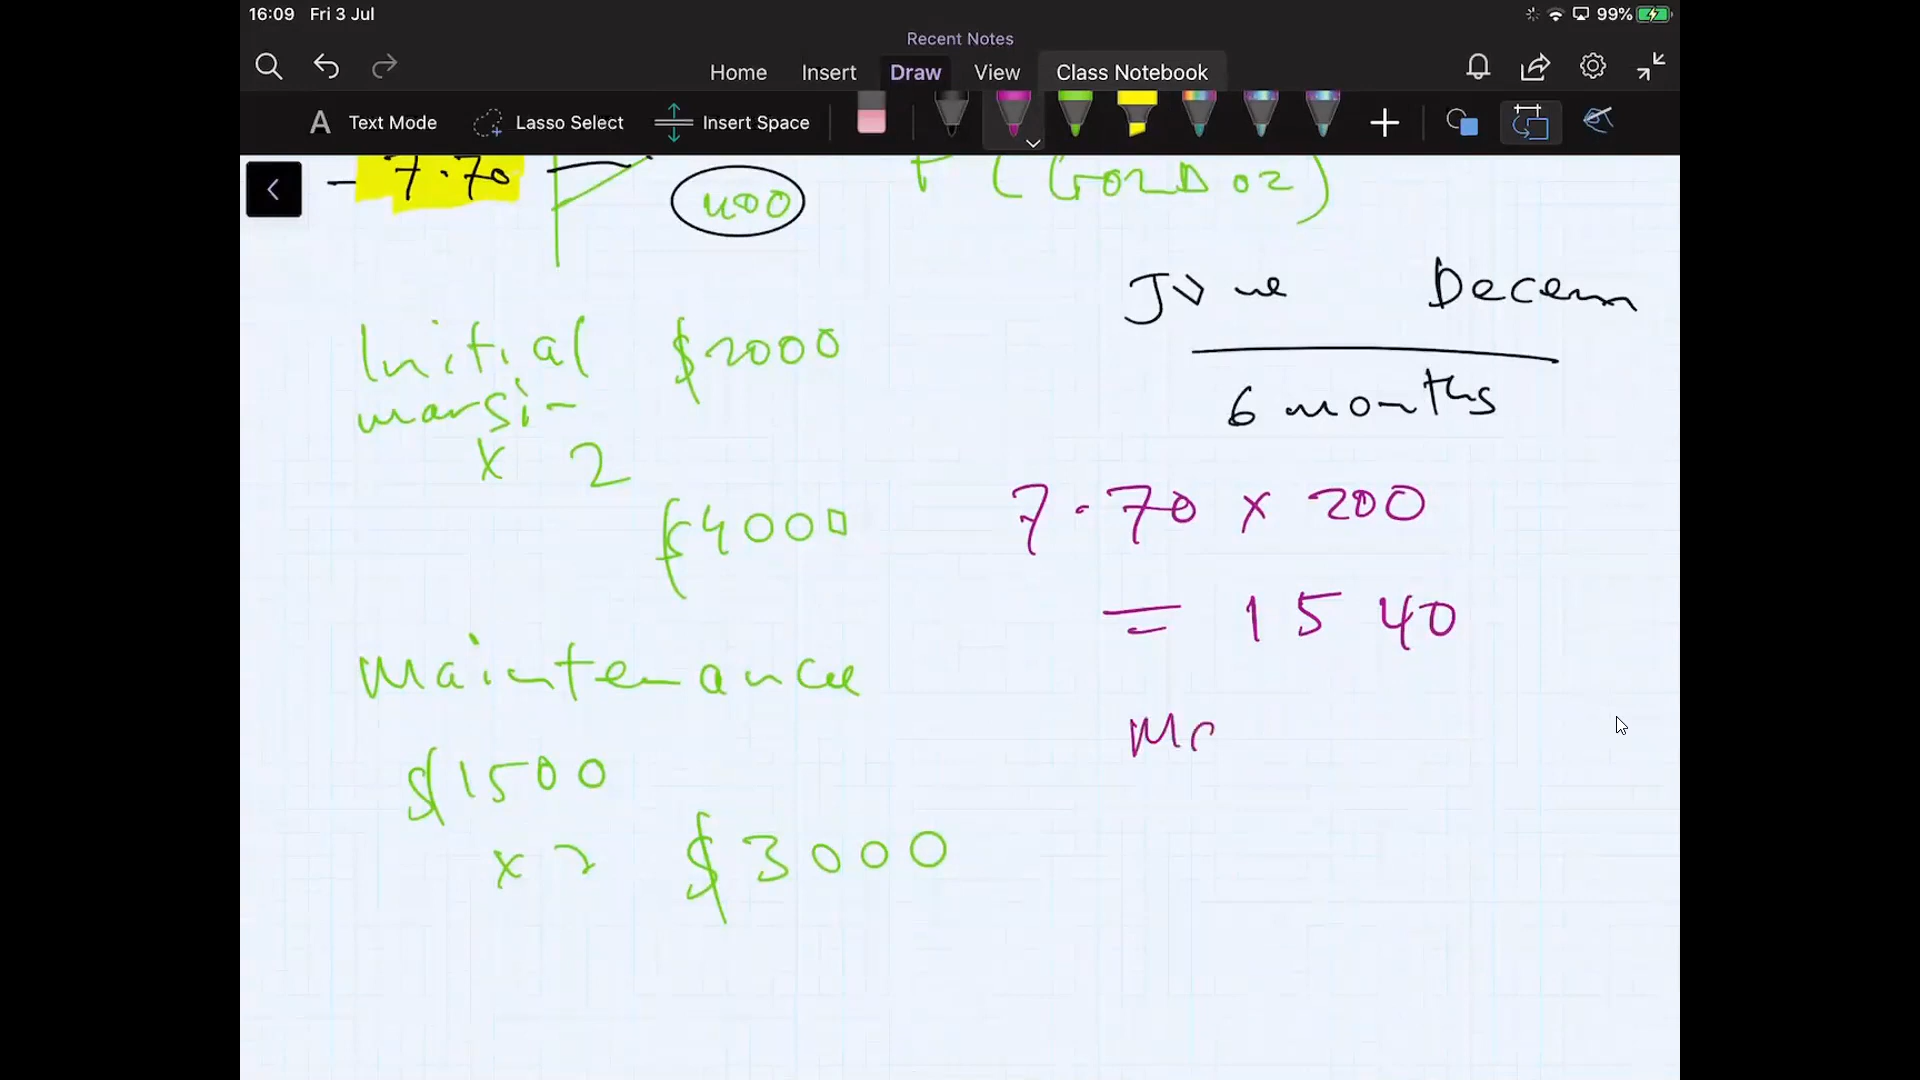 16:09 Fri 3 Jul 99%
Recent Notes
Home Insert Draw View Class Notebook
Text Mode Lasso Select Insert Space
- 7.70 400
June Decem
Initial $2000
margin
6 months
x 2
7.70 x 200
$4000
= 1540
Maintenance
$1500
x 2 $3000